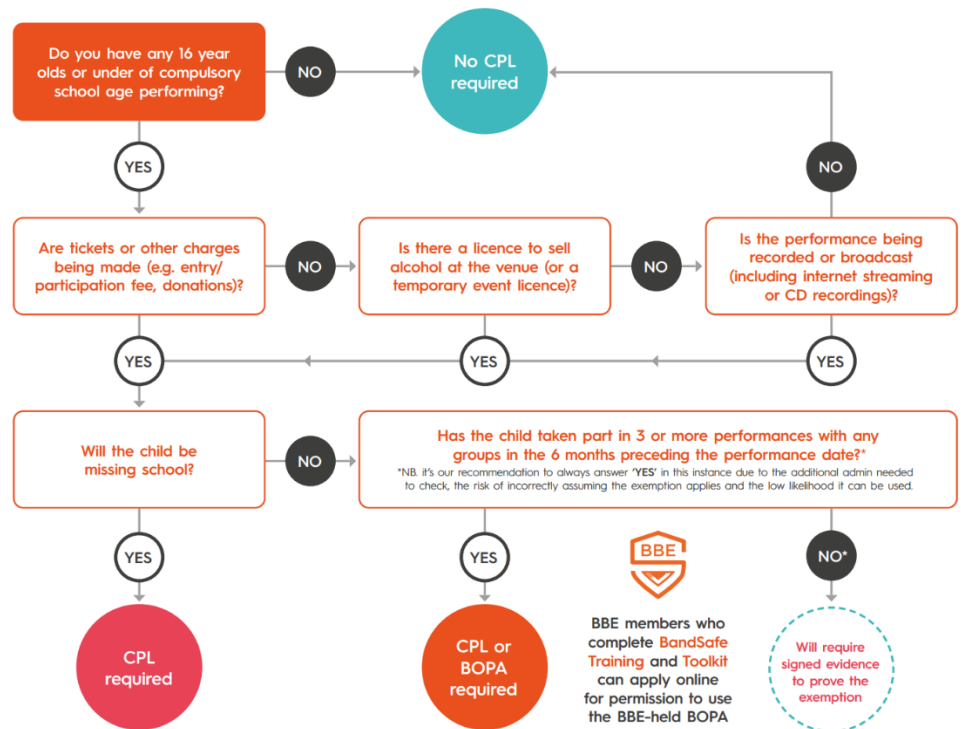 Do you have any 16 year
olds or under of compulsory
school age performing?
NO
No CPL
required
YES
NO
Are tickets or other charges
being made (e.g. entry/
participation fee, donations)?
NO
Is there a licence to sell
alcohol at the venue (or a
temporary event licence)?
NO
Is the performance being
recorded or broadcast
(including internet streaming
or CD recordings)?
YES
YES
YES
Will the child be
missing school?
NO
Has the child taken part in 3 or more performances with any
groups in the 6 months preceding the performance date?*
*NB. it's our recommendation to always answer 'YES' in this instance due to the additional admin needed
to check, the risk of incorrectly assuming the exemption applies and the low likelihood it can be used.
YES
YES
BBE
NO*
CPL
required
CPL or
BOPA
required
BBE members who
complete BandSafe
Training and Toolkit
can apply online
for permission to use
the BBE-held BOPA
Will require
signed evidence
to prove the
exemption